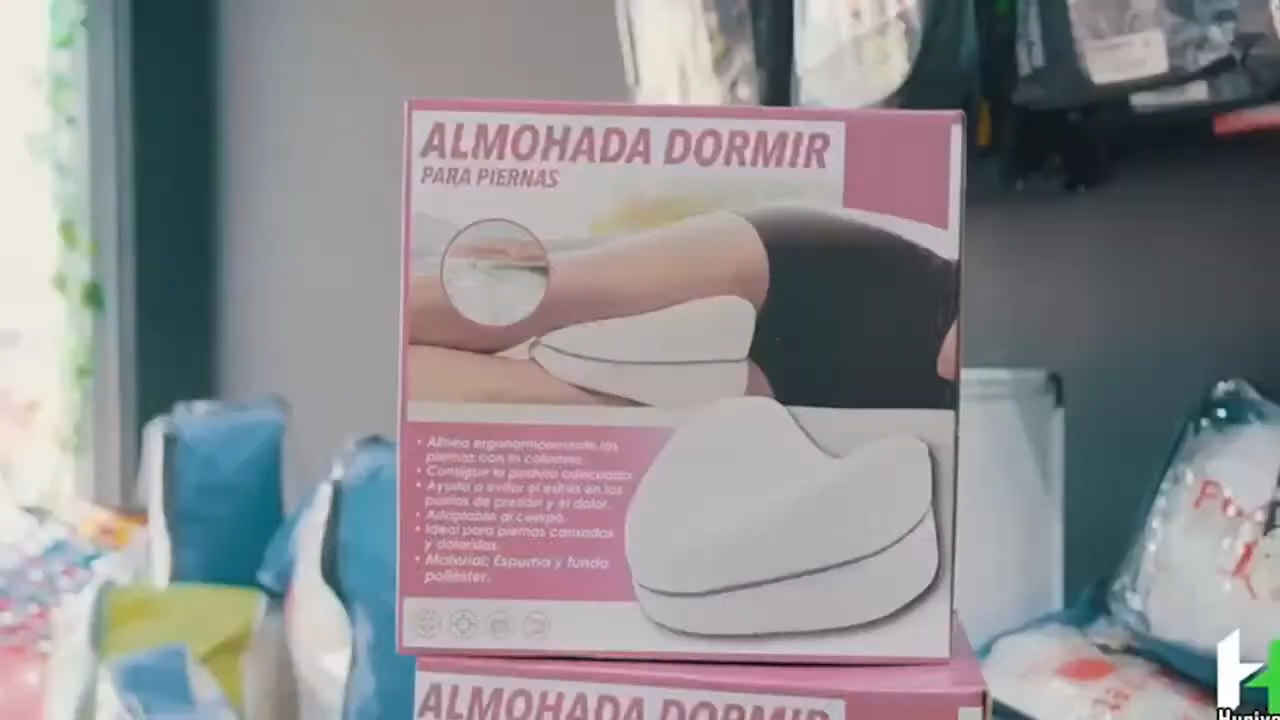 ALMOHADA DORMIR
PARA PIERNAS
• Alinea ergonomicamente las
piernas con la columna.
• Consigue la postura adecuada.
• Ayuda a evitar el estrés en los
puntos de presión y el dolor.
• Adaptable al cuerpo.
• Ideal para piernas cansadas
y doloridas.
• Material: Espuma y funda
poliéster.
ALMOHADA DORMIR